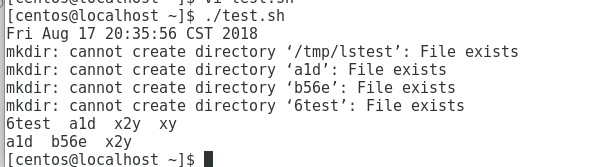 [centos@localhost ~]$ vi test.sh
[centos@localhost ~]$ ./test.sh
Fri Aug 17 20:35:56 CST 2018
mkdir: cannot create directory ‘/tmp/lstest’: File exists
mkdir: cannot create directory ‘a1d’: File exists
mkdir: cannot create directory ‘b56e’: File exists
mkdir: cannot create directory ‘6test’: File exists
6test  a1d  x2y  xy
a1d  b56e  x2y
[centos@localhost ~]$